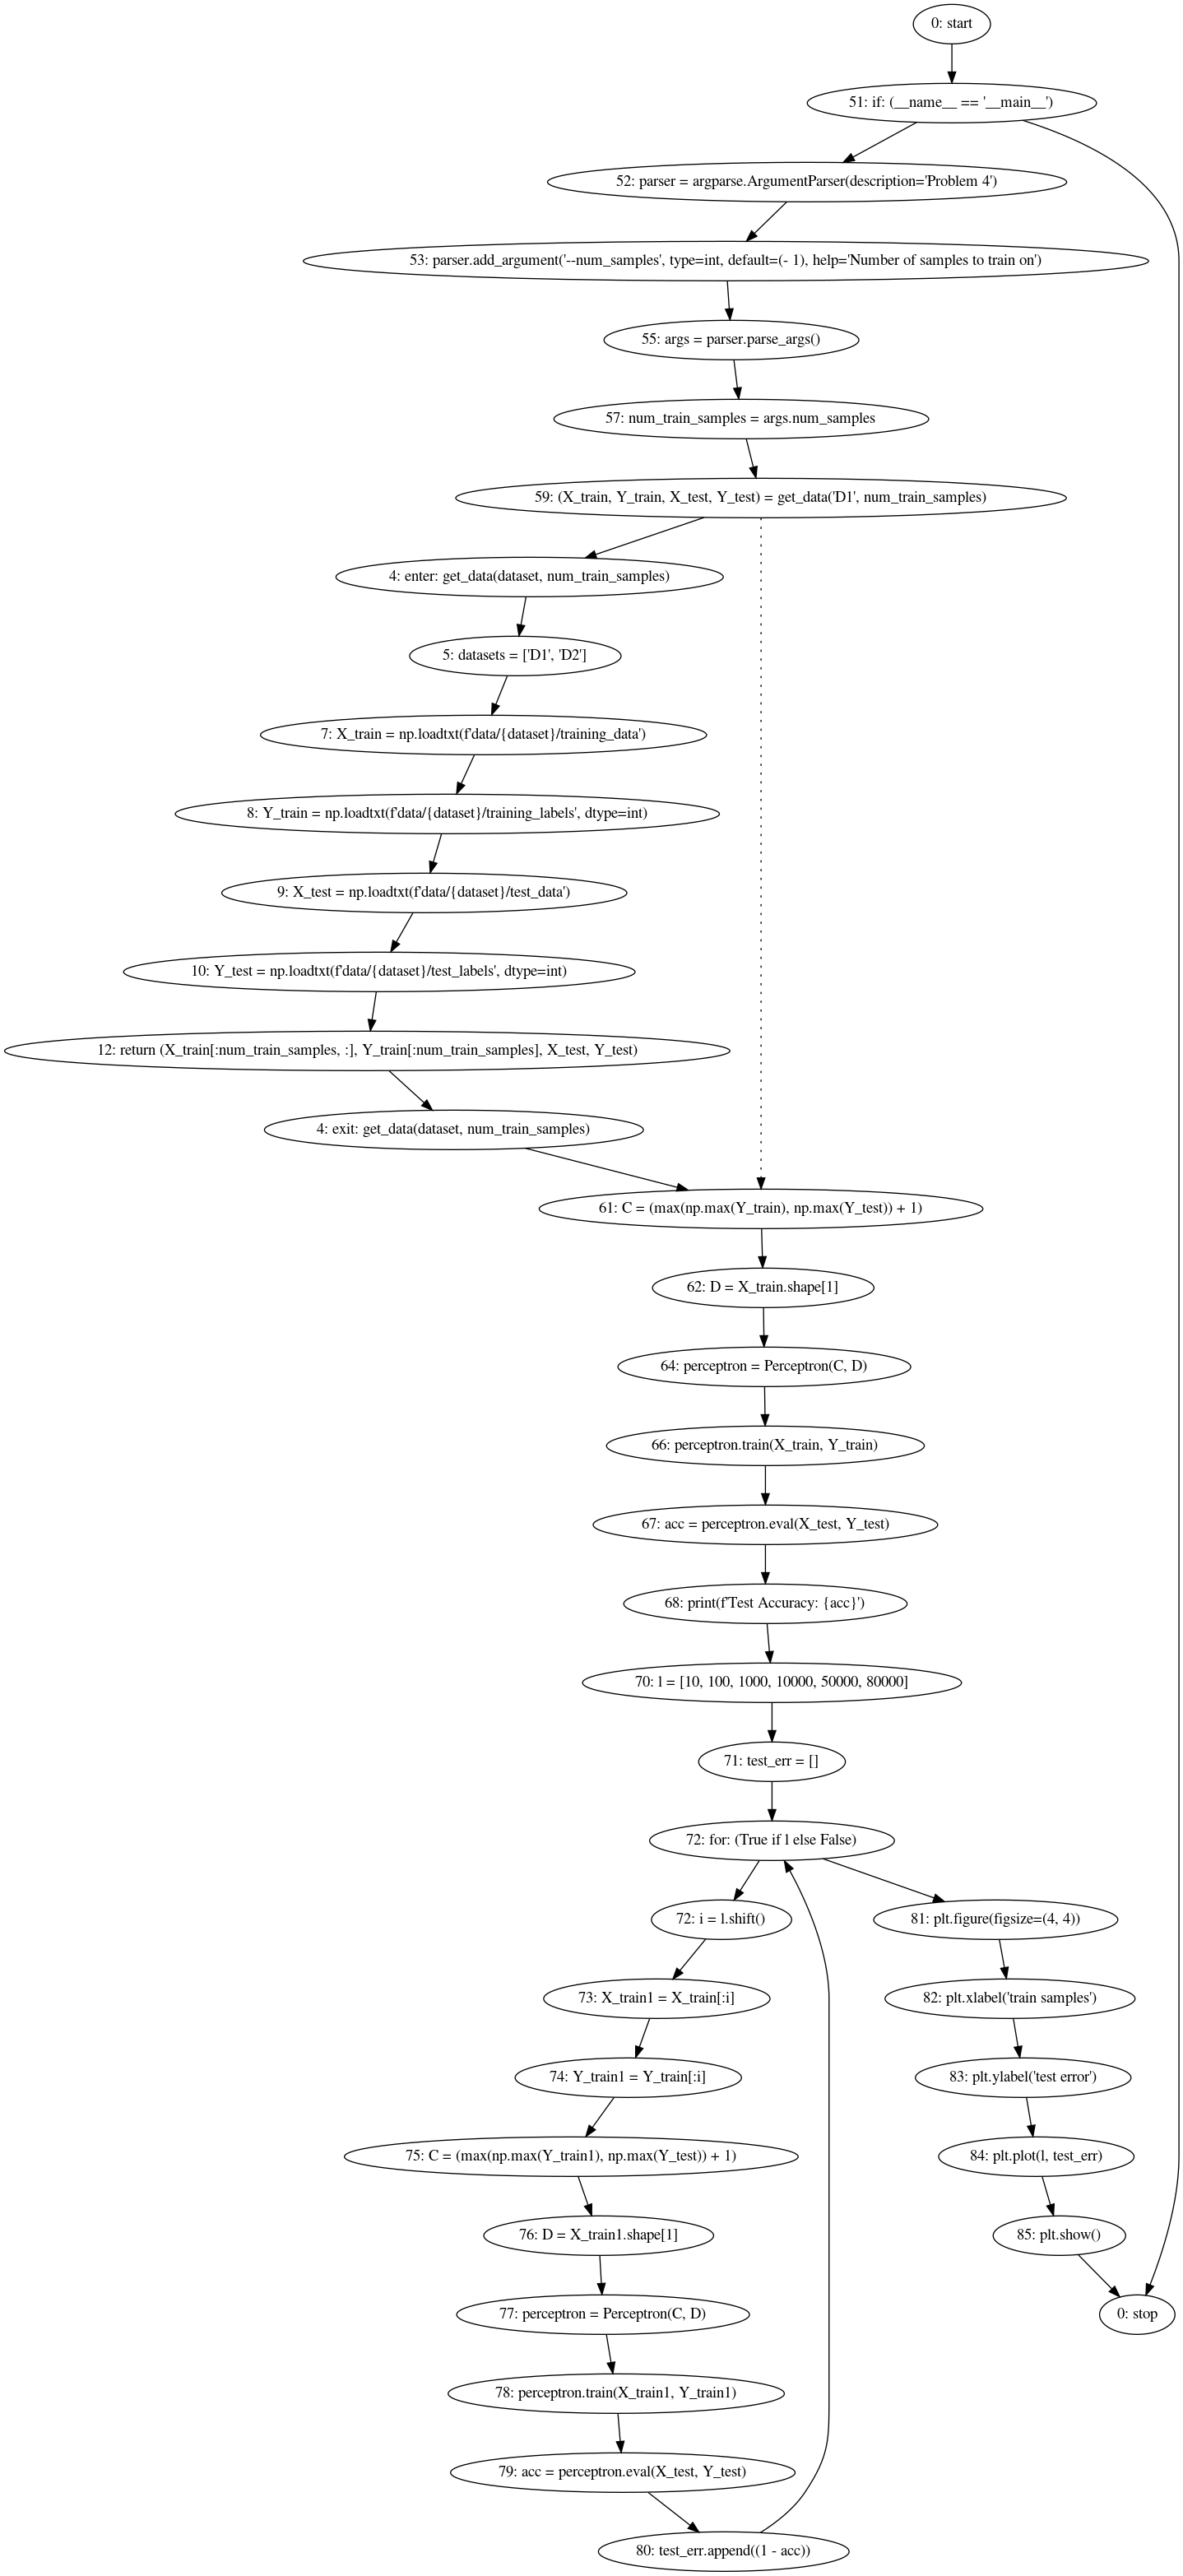 0: start
51: if: (__name__ == '__main__')
52: parser = argparse.ArgumentParser(description='Problem 4')
53: parser.add_argument('--num_samples', type=int, default=(- 1), help='Number of samples to train on')
55: args = parser.parse_args()
57: num_train_samples = args.num_samples
59: (X_train, Y_train, X_test, Y_test) = get_data('D1', num_train_samples)
4: enter: get_data(dataset, num_train_samples)
5: datasets = ['D1', 'D2']
7: X_train = np.loadtxt(f'data/{dataset}/training_data')
8: Y_train = np.loadtxt(f'data/{dataset}/training_labels', dtype=int)
9: X_test = np.loadtxt(f'data/{dataset}/test_data')
10: Y_test = np.loadtxt(f'data/{dataset}/test_labels', dtype=int)
12: return (X_train[:num_train_samples, :], Y_train[:num_train_samples], X_test, Y_test)
4: exit: get_data(dataset, num_train_samples)
61: C = (max(np.max(Y_train), np.max(Y_test)) + 1)
62: D = X_train.shape[1]
64: perceptron = Perceptron(C, D)
66: perceptron.train(X_train, Y_train)
67: acc = perceptron.eval(X_test, Y_test)
68: print(f'Test Accuracy: {acc}')
70: l = [10, 100, 1000, 10000, 50000, 80000]
71: test_err = []
72: for: (True if l else False)
72: i = l.shift()
81: plt.figure(figsize=(4, 4))
73: X_train1 = X_train[:i]
82: plt.xlabel('train samples')
74: Y_train1 = Y_train[:i]
83: plt.ylabel('test error')
75: C = (max(np.max(Y_train1), np.max(Y_test)) + 1)
84: plt.plot(l, test_err)
76: D = X_train1.shape[1]
85: plt.show()
77: perceptron = Perceptron(C, D)
0: stop
78: perceptron.train(X_train1, Y_train1)
79: acc = perceptron.eval(X_test, Y_test)
80: test_err.append((1 - acc))